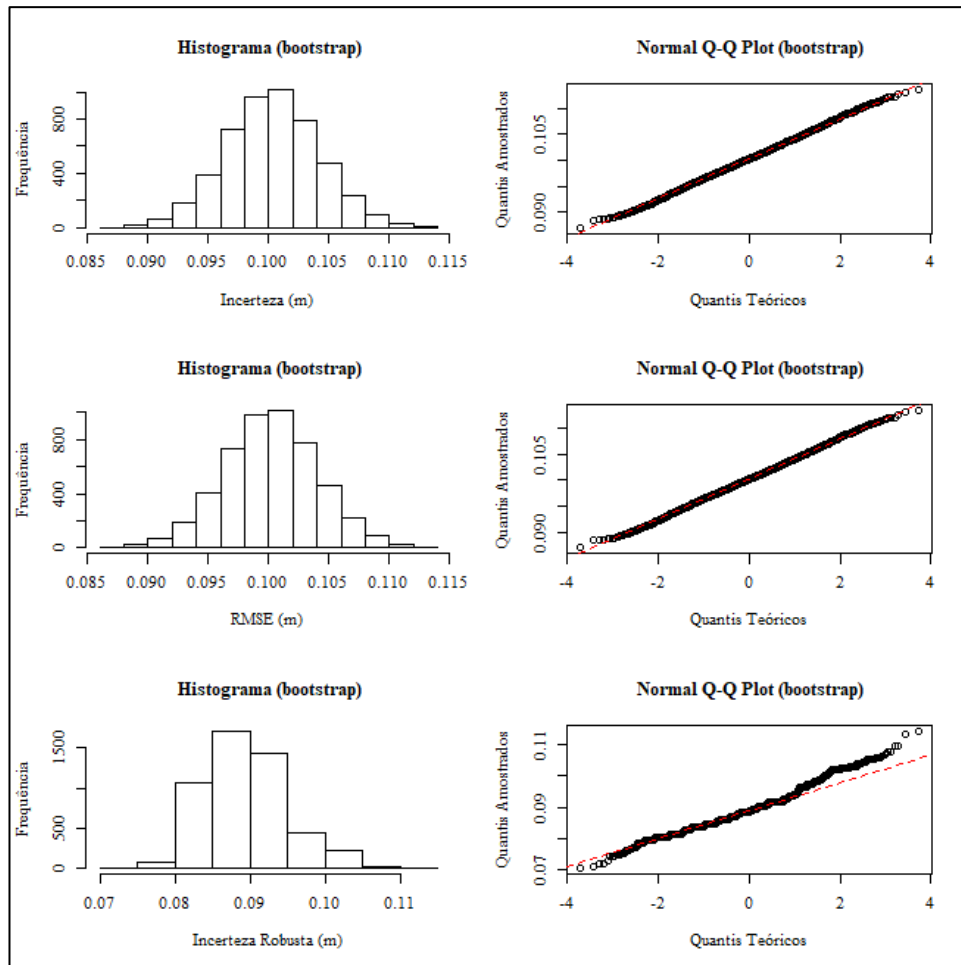 Histograma (bootstrap)
Frequência
0 400 800
0.085 0.090 0.095 0.100 0.105 0.110 0.115
Incerteza (m)
Normal Q-Q Plot (bootstrap)
Quantis Amostrados
0.090 0.105
-4 -2 0 2 4
Quantis Teóricos
Histograma (bootstrap)
Frequência
0 400 800
0.085 0.090 0.095 0.100 0.105 0.110 0.115
RMSE (m)
Normal Q-Q Plot (bootstrap)
Quantis Amostrados
0.090 0.105
-4 -2 0 2 4
Quantis Teóricos
Histograma (bootstrap)
Frequência
0 500 1500
0.07 0.08 0.09 0.10 0.11
Incerteza Robusta (m)
Normal Q-Q Plot (bootstrap)
Quantis Amostrados
0.07 0.09 0.11
-4 -2 0 2 4
Quantis Teóricos